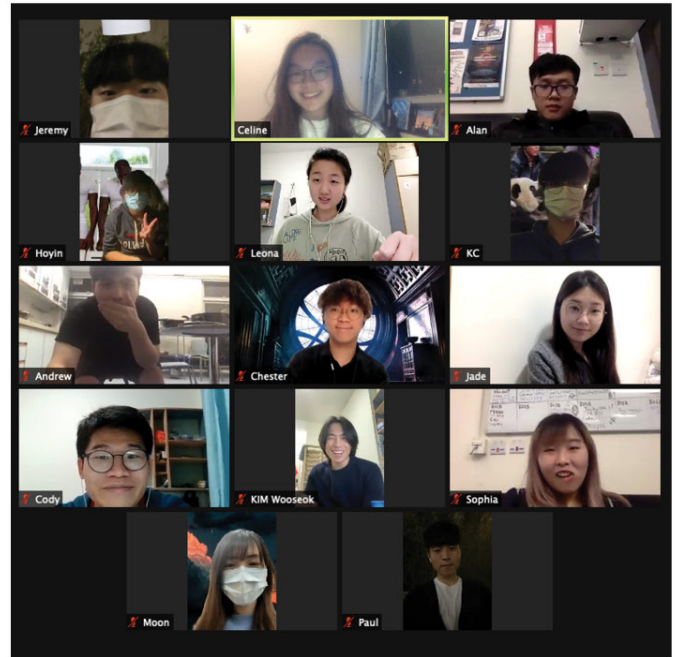 Jeremy
Celine
Alan
Hoyin
Leona
KC
Andrew
Chester
Jade
Cody
KIM Wooseok
Sophia
Moon
Paul